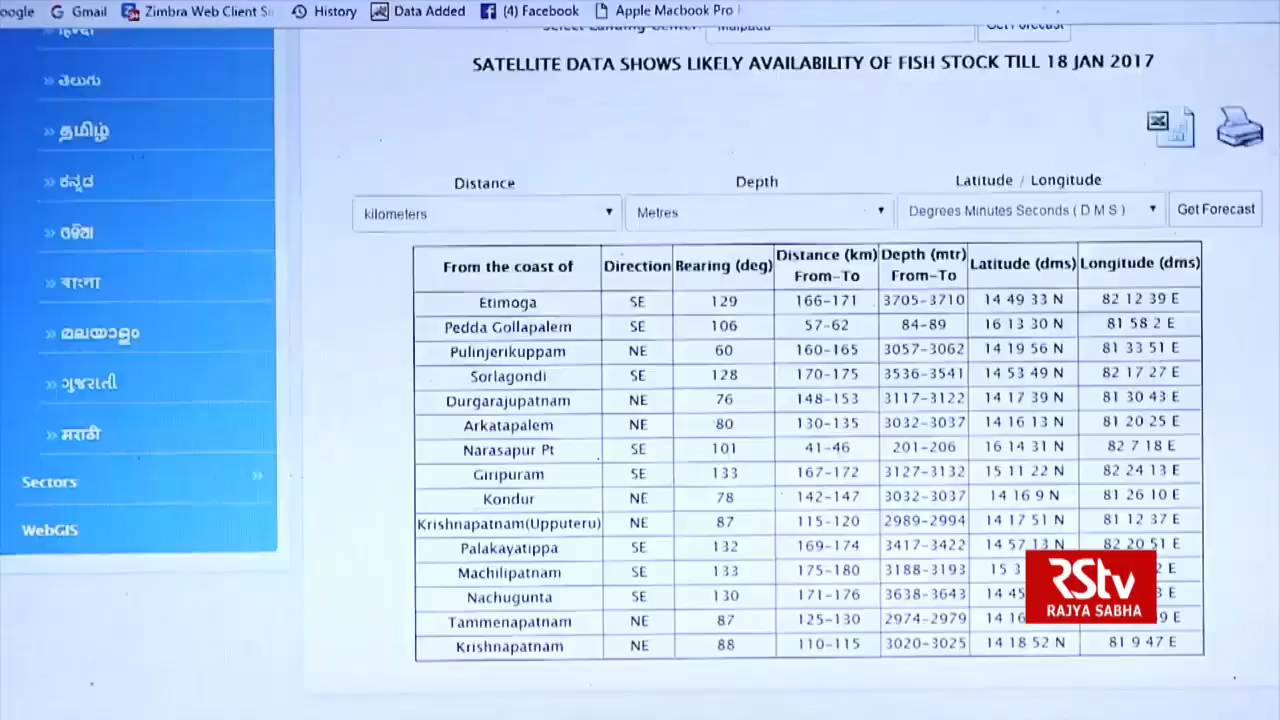 oogle Gmail Zimbra Web Client Si History Data Added (4) Facebook Apple Macbook Pro
SATELLITE DATA SHOWS LIKELY AVAILABILITY OF FISH STOCK TILL 18 JAN 2017
हिन्दी
తెలుగు
தமிழ்
ಕನ್ನಡ
ଓଡ଼ିଆ
বাংলা
മലയാളം
ગુજરાતી
मराठी
Sectors »
WebGIS
Distance Depth Latitude / Longitude
kilometers Metres Degrees Minutes Seconds ( D M S ) Get Forecast
From the coast of Direction Bearing (deg) Distance (km) From-To Depth (mtr) From-To Latitude (dms) Longitude (dms)
Etimoga SE 129 166-171 3705-3710 14 49 33 N 82 12 39 E
Pedda Gollapalem SE 106 57-62 84-89 16 13 30 N 81 58 2 E
Pulinjerikuppam NE 60 160-165 3057-3062 14 19 56 N 81 33 51 E
Sorlagondi SE 128 170-175 3536-3541 14 53 49 N 82 17 27 E
Durgarajupatnam NE 76 148-153 3117-3122 14 17 39 N 81 30 43 E
Arkatapalem NE 80 130-135 3032-3037 14 16 13 N 81 20 25 E
Narasapur Pt SE 101 41-46 201-206 16 14 31 N 82 7 18 E
Giripuram SE 133 167-172 3127-3132 15 11 22 N 82 24 13 E
Kondur NE 78 142-147 3032-3037 14 16 9 N 81 26 10 E
Krishnapatnam(Upputeru) NE 87 115-120 2989-2994 14 17 51 N 81 12 37 E
Palakayatippa SE 132 169-174 3417-3422 14 57 13 N 82 20 51 E
Machilipatnam SE 133 175-180 3188-3193 15 3 2 E
Nachugunta SE 130 171-176 3638-3643 14 45 3 E
Tammenapatnam NE 87 125-130 2974-2979 14 16 9 E
Krishnapatnam NE 88 110-115 3020-3025 14 18 52 N 81 9 47 E
RSTV
RAJYA SABHA